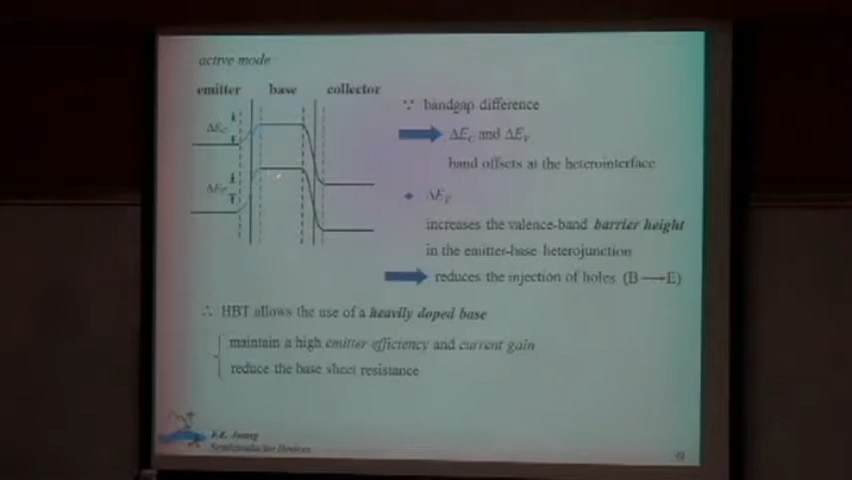 active mode
emitter base collector
∵ bandgap difference
ΔE_C
ΔE_C and ΔE_V
band offsets at the heterointerface
ΔE_V
ΔE_V
increases the valence-band barrier height
in the emitter-base heterojunction
reduces the injection of holes (B → E)
∴ HBT allows the use of a heavily doped base
maintain a high emitter efficiency and current gain
reduce the base sheet resistance
Semiconductor Devices